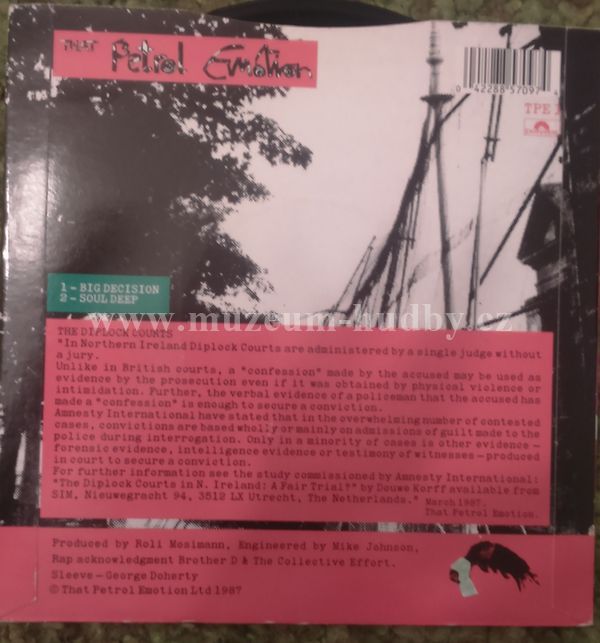 THAT Petrol Emotion
0 42288 57097 4
TPE 1
1 - BIG DECISION
2 - SOUL DEEP
www.muzeum-hudby.cz
THE DIPLOCK COURTS
"In Northern Ireland Diplock Courts are administered by a single judge without
a jury.
Unlike in British courts, a "confession" made by the accused may be used as
evidence by the prosecution even if it was obtained by physical violence or
intimidation. Further, the verbal evidence of a policeman that the accused has
made a "confession" is enough to secure a conviction.
Amnesty International have stated that in the overwhelming number of contested
cases, convictions are based wholly or mainly on admissions of guilt made to the
police during interrogation. Only in a minority of cases is other evidence –
forensic evidence, intelligence evidence or testimony of witnesses – produced
in court to secure a conviction.
For further information see the study commissioned by Amnesty International:
"The Diplock Courts in N. Ireland: A Fair Trial?" by Douwe Korff available from
SIM, Nieuwegracht 94, 3512 LX Utrecht, The Netherlands."
March 1987.
That Petrol Emotion.
Produced by Roli Mosimann, Engineered by Mike Johnson,
Rap acknowledgment Brother D & The Collective Effort.
Sleeve – George Doherty
© That Petrol Emotion Ltd 1987